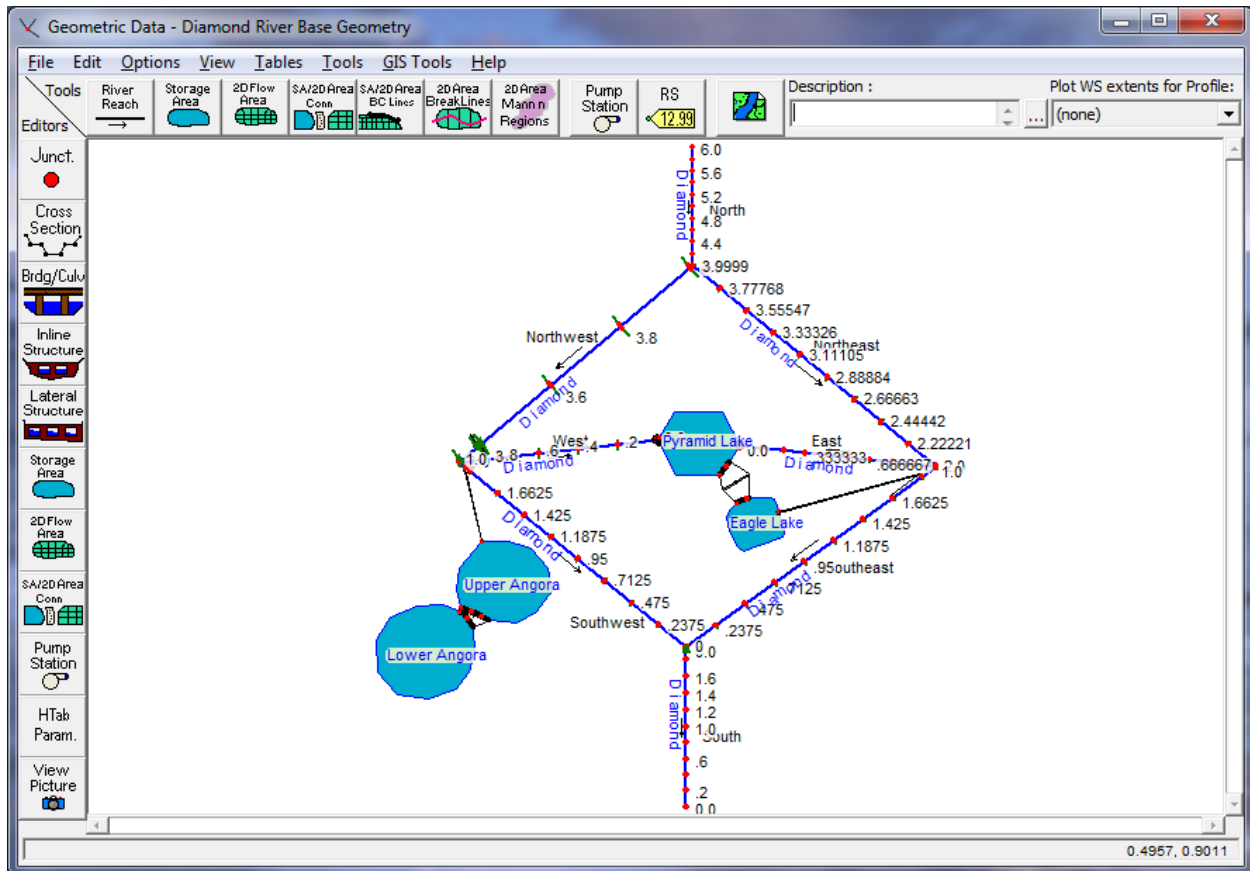 Geometric Data - Diamond River Base Geometry
File Edit Options View Tables Tools GIS Tools Help
Tools
Editors
River
Reach
Storage
Area
2D Flow
Area
SA/2D Area
Conn
SA/2D Area
BC Lines
2D Area
BreakLines
2D Area
Mann n
Regions
Pump
Station
RS
12.99
Description :
...
Plot WS extents for Profile:
(none)
Junct.
Cross
Section
Brdg/Culv
Inline
Structure
Lateral
Structure
Storage
Area
2D Flow
Area
SA/2D Area
Conn
Pump
Station
HTab
Param.
View
Picture
6.0
5.6
5.2
4.8
4.4
Diamond
North
3.9999
3.77768
3.55547
3.33326
3.11105
2.88884
2.66663
2.44442
2.22221
Diamond
Northeast
Northwest
3.8
3.6
Diamond
1.0
3.8
.6
West
.4
.2
Diamond
Pyramid Lake
0.0
East
.333333
.666667
Diamond
1.0
Eagle Lake
1.6625
1.425
1.1875
.95
.7125
.475
.2375
Diamond
Southwest
Upper Angora
Lower Angora
1.6625
1.425
1.1875
.95
.2375
Diamond
1.6
1.4
1.2
1.0
.6
.2
0.0
Diamond
0.4957, 0.9011